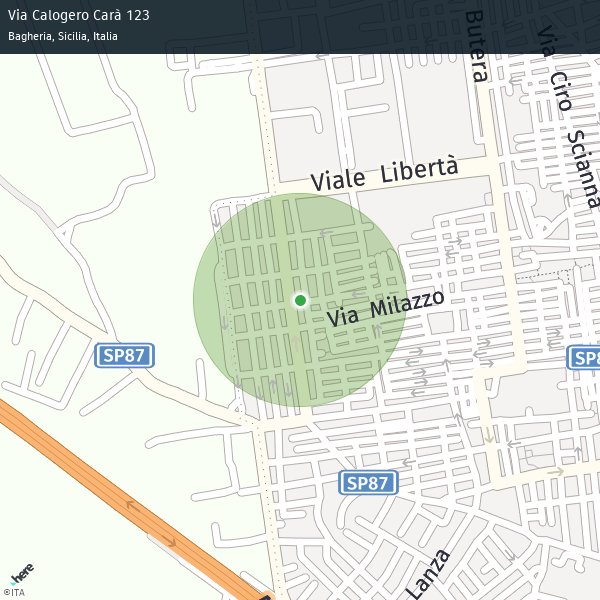 Via Calogero Carà 123
Bagheria, Sicilia, Italia
Butera
Via Ciro Scianna
Viale Libertà
Via Milazzo
SP87
SP87
Lanza
here
©ITA